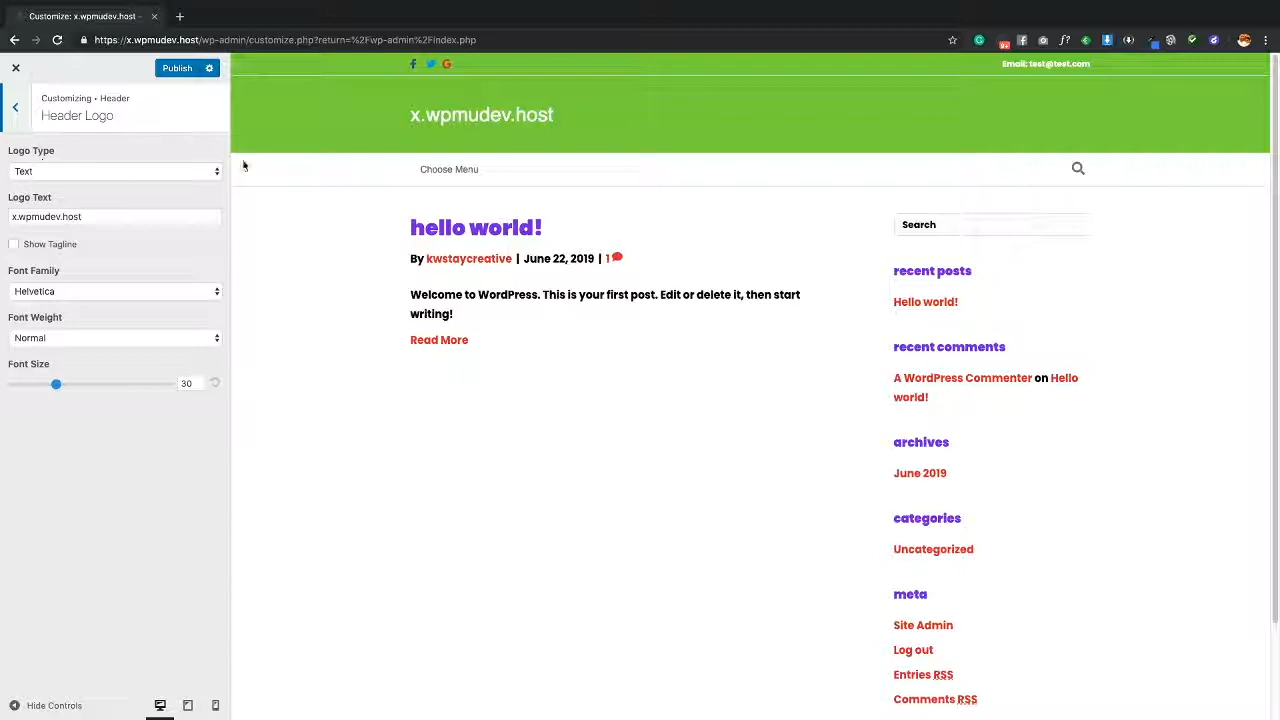 Customize: x.wpmudev.host -
https://x.wpmudev.host/wp-admin/customize.php?return=%2Fwp-admin%2Findex.php
Publish
Customizing • Header
Header Logo
Logo Type
Text
Logo Text
x.wpmudev.host
Show Tagline
Font Family
Helvetica
Font Weight
Normal
Font Size
30
Hide Controls
Email: test@test.com
x.wpmudev.host
Choose Menu
hello world!
By kwstaycreative | June 22, 2019 | 1
Welcome to WordPress. This is your first post. Edit or delete it, then start
writing!
Read More
Search
recent posts
Hello world!
recent comments
A WordPress Commenter on Hello
world!
archives
June 2019
categories
Uncategorized
meta
Site Admin
Log out
Entries RSS
Comments RSS